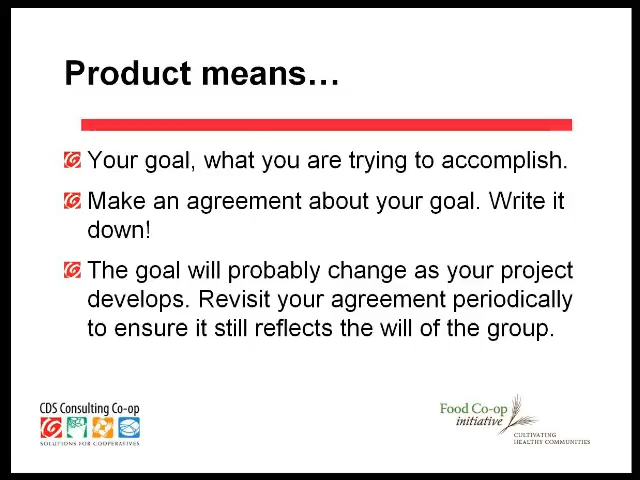 Product means…
Your goal, what you are trying to accomplish.
Make an agreement about your goal. Write it
down!
The goal will probably change as your project
develops. Revisit your agreement periodically
to ensure it still reflects the will of the group.
CDS Consulting Co-op
SOLUTIONS FOR COOPERATIVES
Food Co-op
initiative
CULTIVATING
HEALTHY COMMUNITIES